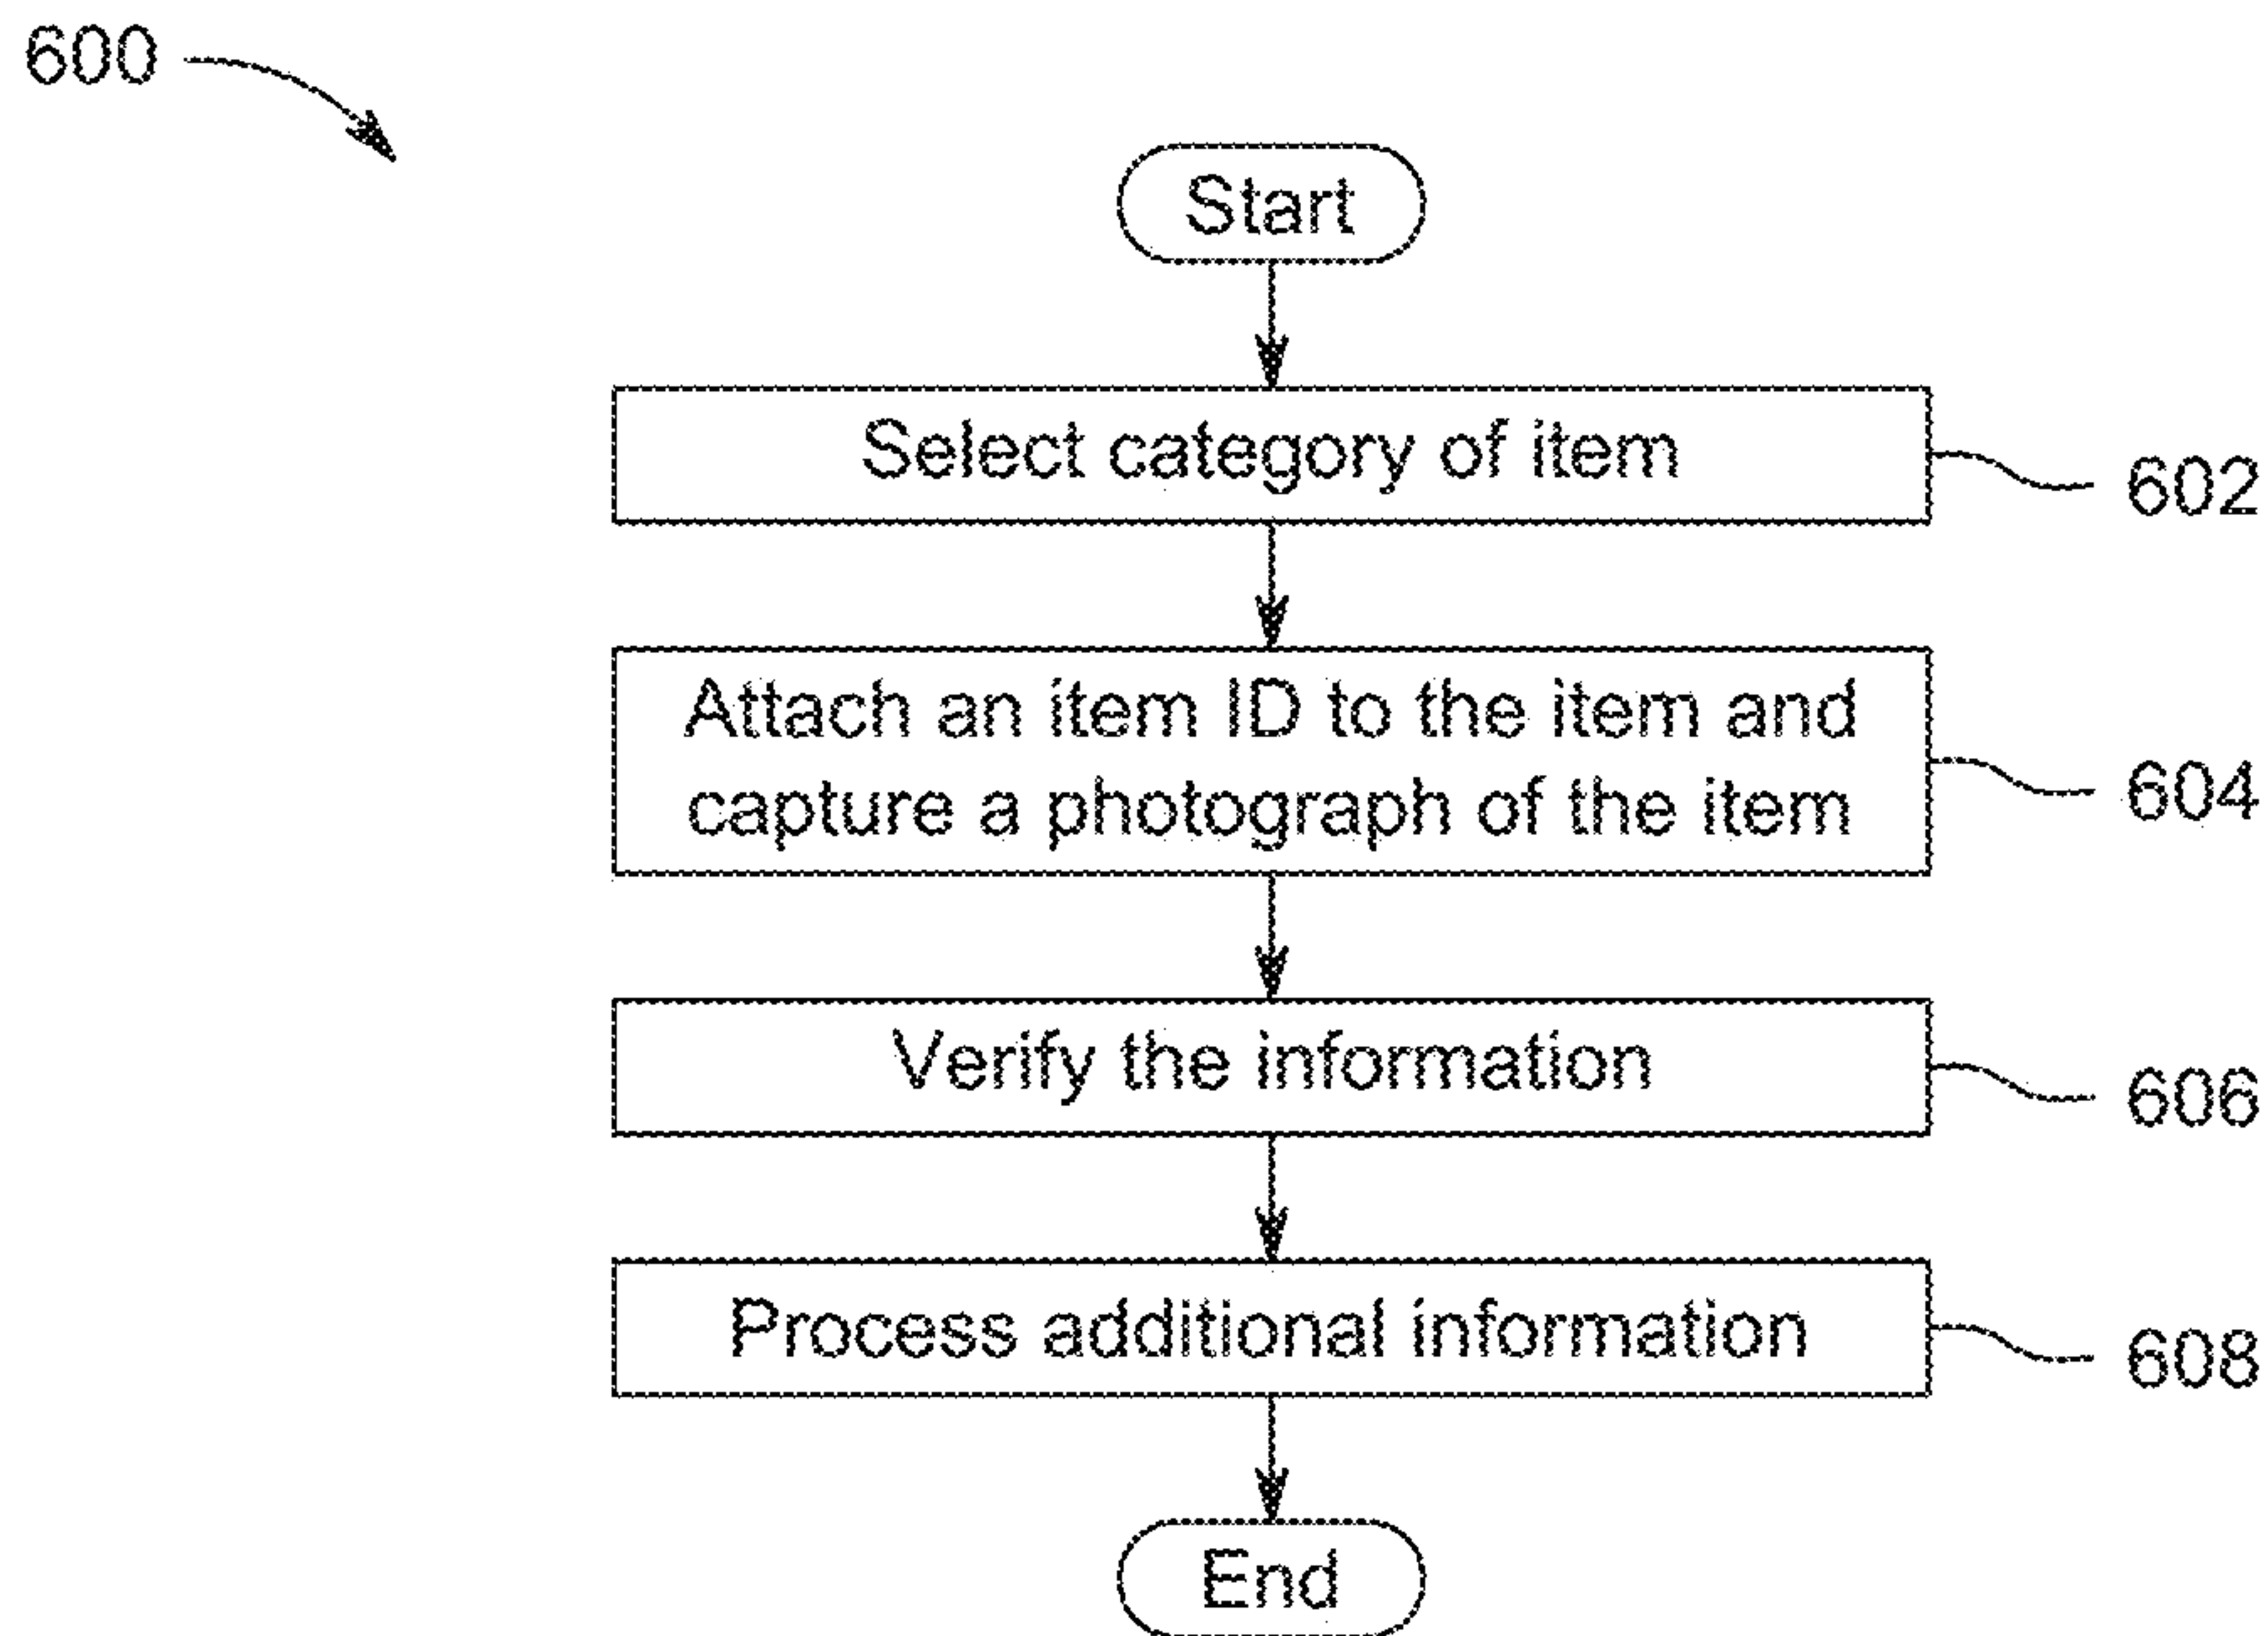 600
Start
Select category of item
602
Attach an item ID to the item and
capture a photograph of the item
604
Verify the information
606
Process additional information
608
End